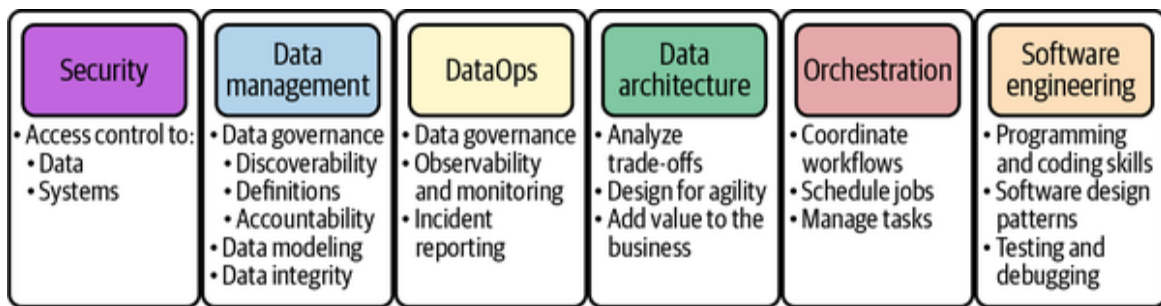 Security
• Access control to:
• Data
• Systems
Data
management
• Data governance
• Discoverability
• Definitions
• Accountability
• Data modeling
• Data integrity
DataOps
• Data governance
• Observability
and monitoring
• Incident
reporting
Data
architecture
• Analyze
trade-offs
• Design for agility
• Add value to the
business
Orchestration
• Coordinate
workflows
• Schedule jobs
• Manage tasks
Software
engineering
• Programming
and coding skills
• Software design
patterns
• Testing and
debugging